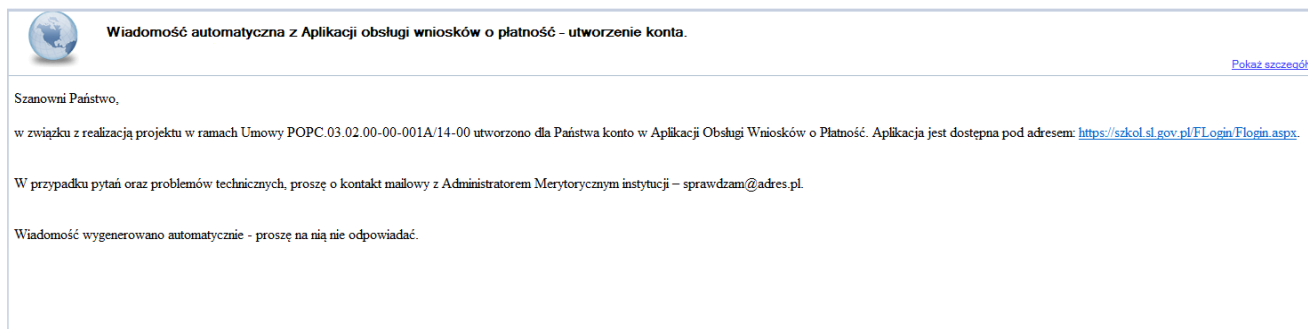 Wiadomość automatyczna z Aplikacji obsługi wniosków o płatność - utworzenie konta.
Pokaż szczegół
Szanowni Państwo,
w związku z realizacją projektu w ramach Umowy POPC.03.02.00-00-001A/14-00 utworzono dla Państwa konto w Aplikacji Obsługi Wniosków o Płatność. Aplikacja jest dostępna pod adresem: https://szkol.sl.gov.pl/FLogin/Flogin.aspx.
W przypadku pytań oraz problemów technicznych, proszę o kontakt mailowy z Administratorem Merytorycznym instytucji – sprawdzam@adres.pl.
Wiadomość wygenerowano automatycznie - proszę na nią nie odpowiadać.